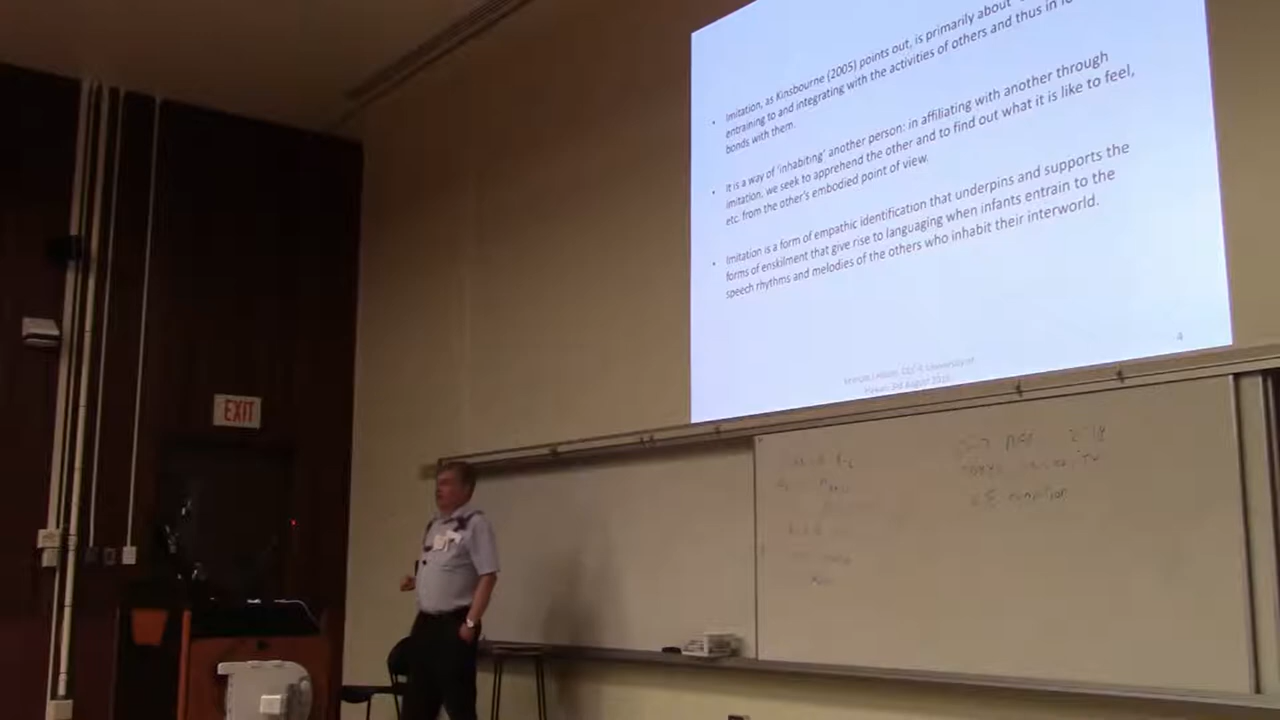 Imitation, as Kinsbourne (2005) points out, is primarily about
entraining to and integrating with the activities of others and thus in
bonds with them.
It is a way of 'inhabiting' another person: in affiliating with another through
imitation, we seek to apprehend the other and to find out what it is like to feel,
etc. from the other's embodied point of view.
Imitation is a form of empathic identification that underpins and supports the
forms of enskilment that give rise to languaging when infants entrain to the
speech rhythms and melodies of the others who inhabit their interworld.
4
University of
August
EXIT